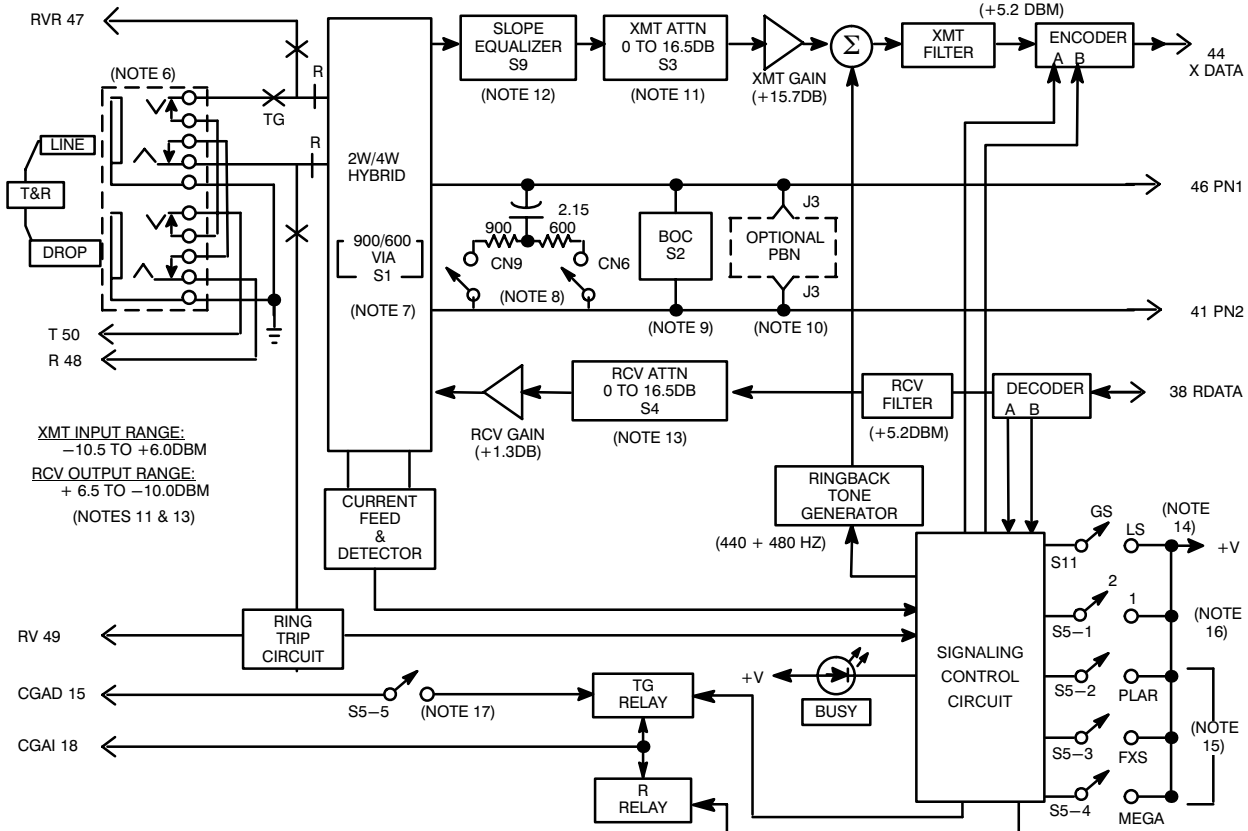 RVR 47
(NOTE 6)
LINE
T&R
DROP
T 50
R 48
TG
R
R
2W/4W
HYBRID
900/600
VIA
S1
(NOTE 7)
SLOPE
EQUALIZER
S9
(NOTE 12)
XMT ATTN
0 TO 16.5DB
S3
(NOTE 11)
XMT GAIN
(+15.7DB)
Σ
XMT
FILTER
(+5.2 DBM)
ENCODER
A B
44
X DATA
2.15
900
600
CN9
CN6
(NOTE 8)
BOC
S2
(NOTE 9)
J3
OPTIONAL
PBN
J3
(NOTE 10)
46 PN1
41 PN2
RCV GAIN
(+1.3DB)
RCV ATTN
0 TO 16.5DB
S4
(NOTE 13)
RCV
FILTER
(+5.2DBM)
DECODER
A B
38 RDATA
XMT INPUT RANGE:
−10.5 TO +6.0DBM
RCV OUTPUT RANGE:
+ 6.5 TO −10.0DBM
(NOTES 11 & 13)
CURRENT
FEED
&
DETECTOR
RINGBACK
TONE
GENERATOR
(440 + 480 HZ)
RV 49
RING
TRIP
CIRCUIT
CGAD 15
S5−5
(NOTE 17)
TG
RELAY
CGAI 18
R
RELAY
+V
BUSY
SIGNALING
CONTROL
CIRCUIT
GS
LS
S11
(NOTE
14)
+V
2
1
S5−1
(NOTE
16)
S5−2
PLAR
S5−3
FXS
(NOTE
15)
S5−4
MEGA